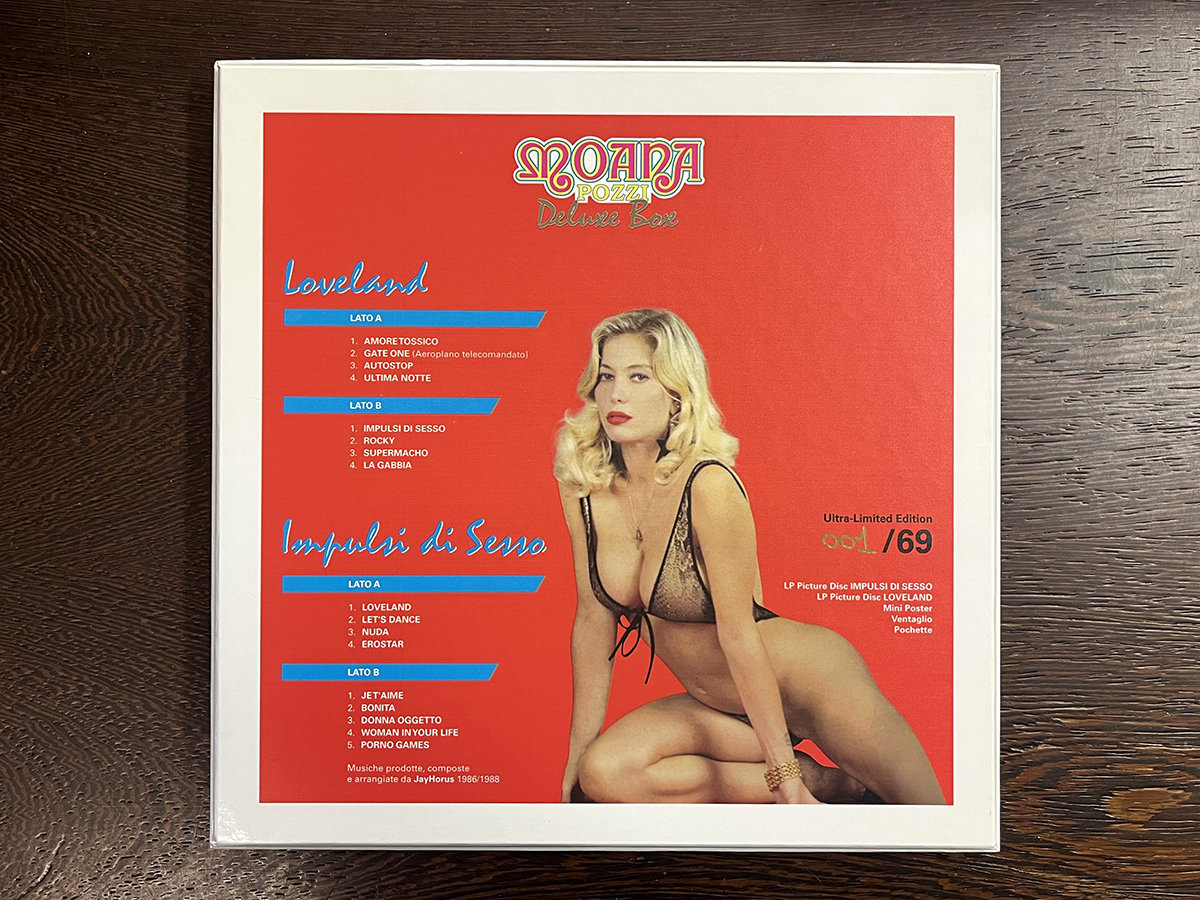 MOANA
POZZI
Deluxe Box
Loveland
LATO A
1. AMORE TOSSICO
2. GATE ONE (Aeroplano telecomandato)
3. AUTOSTOP
4. ULTIMA NOTTE
LATO B
1. IMPULSI DI SESSO
2. ROCKY
3. SUPERMACHO
4. LA GABBIA
Impulsi di Sesso
LATO A
1. LOVELAND
2. LET'S DANCE
3. NUDA
4. EROSTAR
LATO B
1. JET'AIME
2. BONITA
3. DONNA OGGETTO
4. WOMAN IN YOUR LIFE
5. PORNO GAMES
Musiche prodotte, composte
e arrangiate da JayHorus 1986/1988
Ultra-Limited Edition
001 /69
LP Picture Disc IMPULSI DI SESSO
LP Picture Disc LOVELAND
Mini Poster
Ventaglio
Pochette